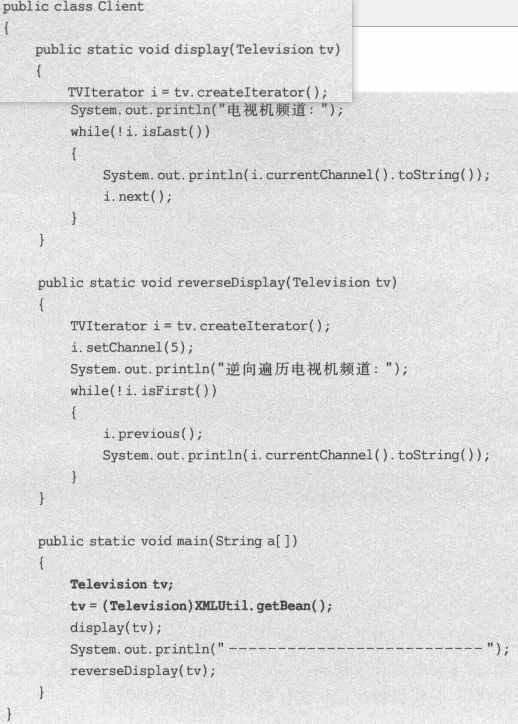 public class Client
{
public static void display(Television tv)
{
TVIterator i = tv.createIterator();
System.out.println("电视机频道：");
while(!i.isLast())
{
System.out.println(i.currentChannel().toString());
i.next();
}
}
public static void reverseDisplay(Television tv)
{
TVIterator i = tv.createIterator();
i.setChannel(5);
System.out.println("逆向遍历电视机频道：");
while(!i.isFirst())
{
i.previous();
System.out.println(i.currentChannel().toString());
}
}
public static void main(String a[])
{
Television tv;
tv = (Television)XMLUtil.getBean();
display(tv);
System.out.println("--------------------------");
reverseDisplay(tv);
}
}